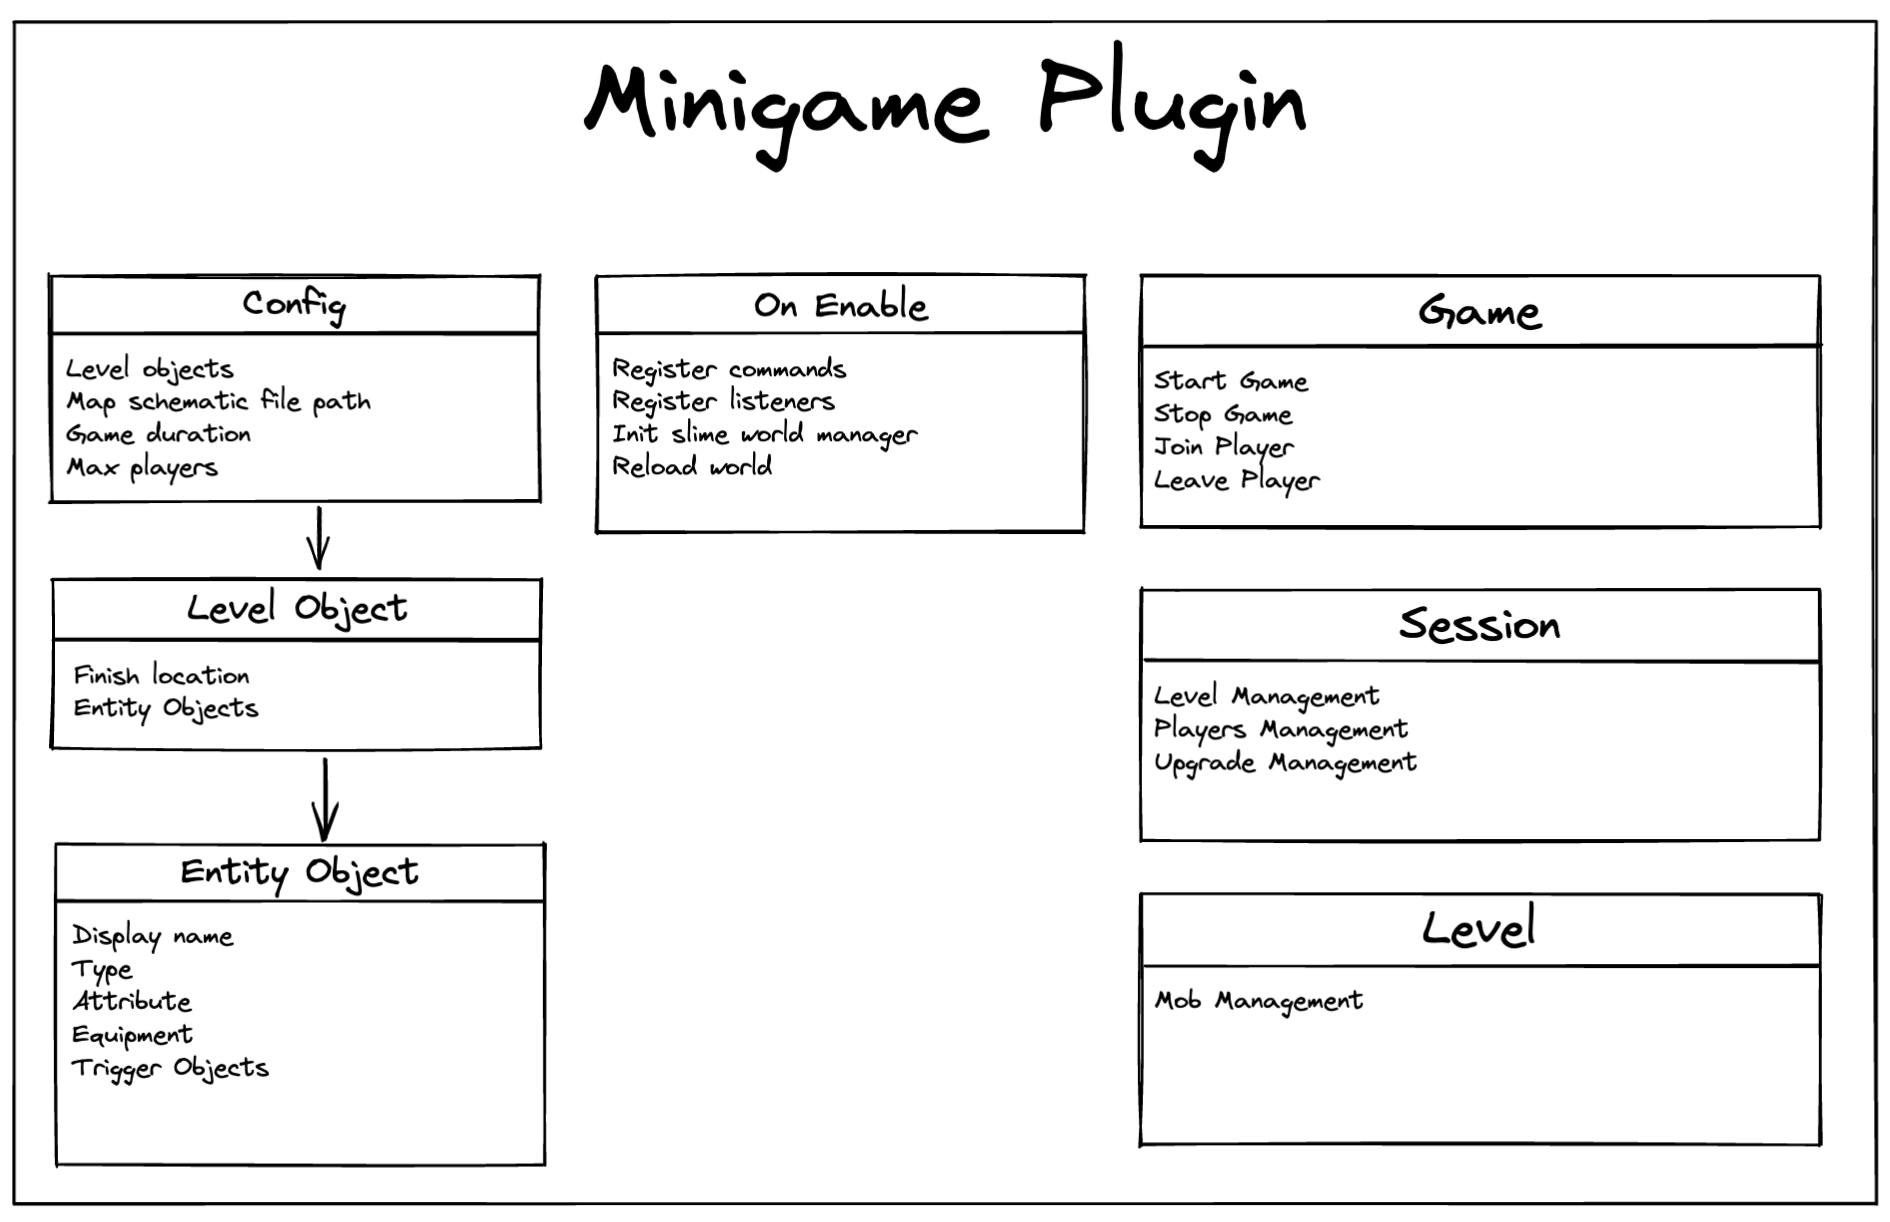 Minigame Plugin
Config
Level objects
Map schematic file path
Game duration
Max players
Level Object
Finish location
Entity Objects
Entity Object
Display name
Type
Attribute
Equipment
Trigger Objects
On Enable
Register commands
Register listeners
Init slime world manager
Reload world
Game
Start Game
Stop Game
Join Player
Leave Player
Session
Level Management
Players Management
Upgrade Management
Level
Mob Management